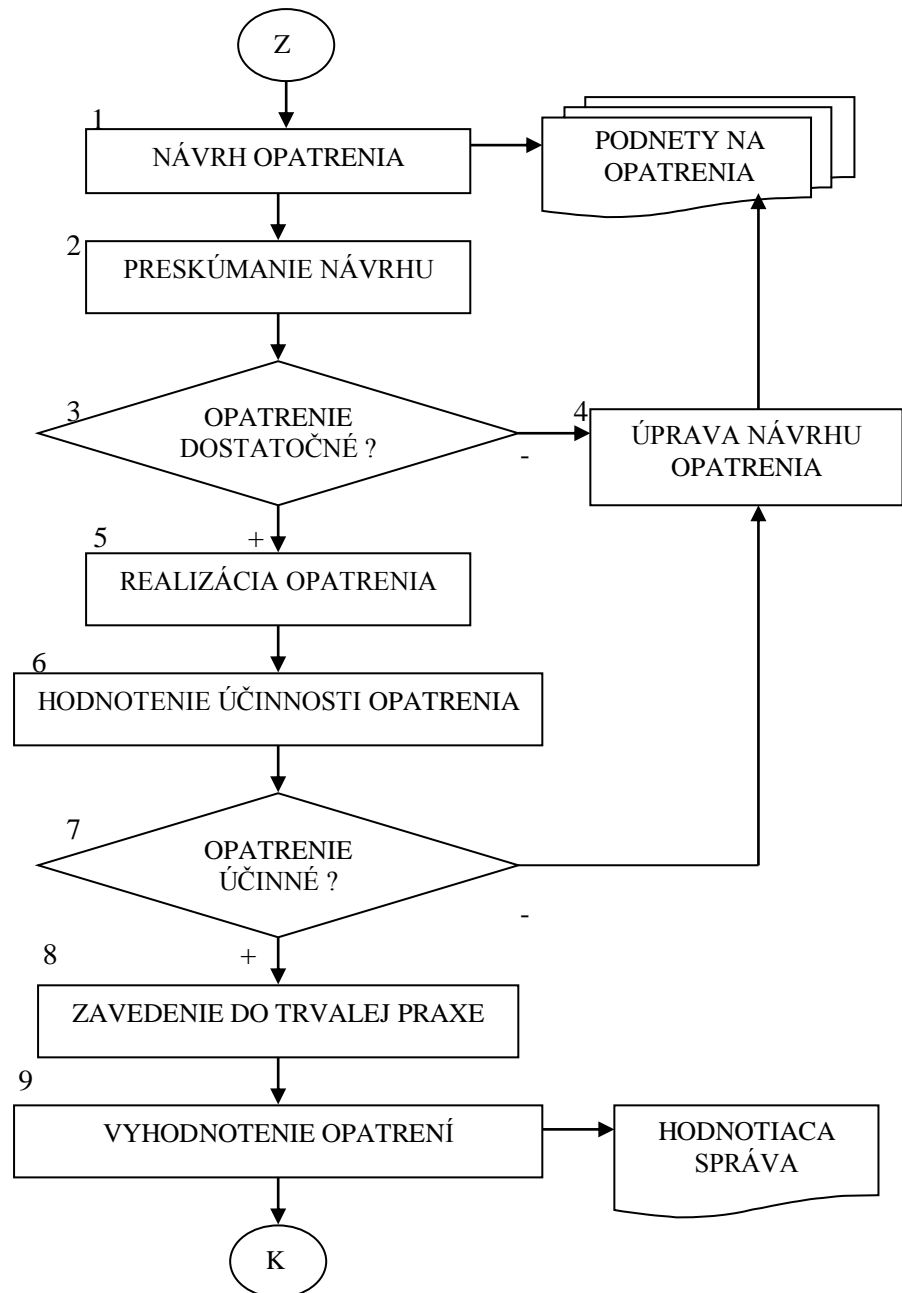 Z
1
NÁVRH OPATRENIA
PODNETY NA
OPATRENIA
2
PRESKÚMANIE NÁVRHU
3
OPATRENIE
DOSTATOČNÉ ?
-
4
ÚPRAVA NÁVRHU
OPATRENIA
+
5
REALIZÁCIA OPATRENIA
6
HODNOTENIE ÚČINNOSTI OPATRENIA
7
OPATRENIE
ÚČINNÉ ?
-
+
8
ZAVEDENIE DO TRVALEJ PRAXE
9
VYHODNOTENIE OPATRENÍ
HODNOTIACA
SPRÁVA
K